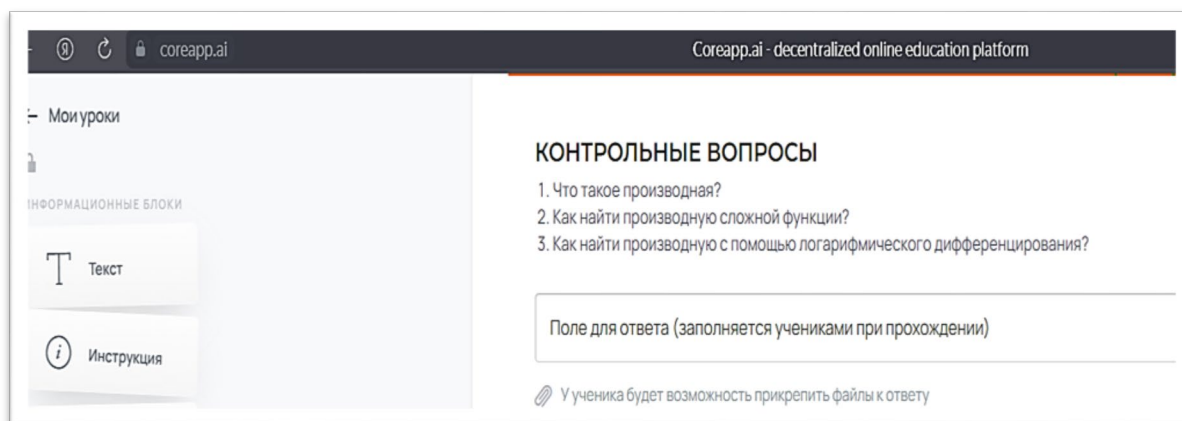 Я coreapp.ai Coreapp.ai - decentralized online education platform
Мои уроки
ИНФОРМАЦИОННЫЕ БЛОКИ
T Текст
i Инструкция
КОНТРОЛЬНЫЕ ВОПРОСЫ
1. Что такое производная?
2. Как найти производную сложной функции?
3. Как найти производную с помощью логарифмического дифференцирования?
Поле для ответа (заполняется учениками при прохождении)
У ученика будет возможность прикрепить файлы к ответу